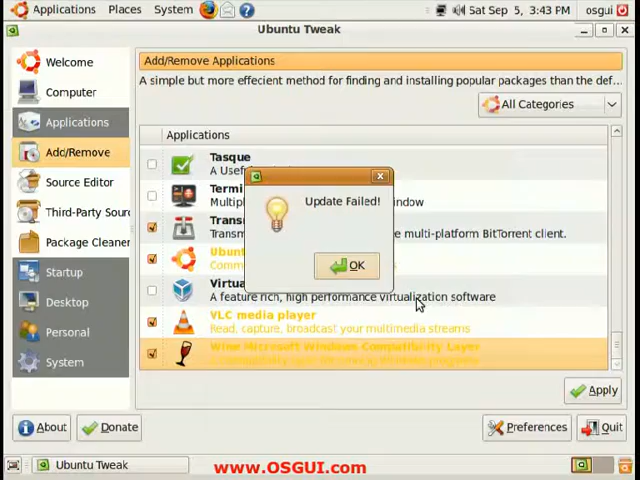 Applications Places System Sat Sep 5, 3:43 PM osgui
Ubuntu Tweak
Welcome
Computer
Applications
Add/Remove
Source Editor
Third-Party Sour
Package Cleaner
Startup
Desktop
Personal
System
Add/Remove Applications
A simple but more effecient method for finding and installing popular packages than the def...
All Categories
Applications
Tasque
A Usef
Termi
Multip ndow
Transm
Transm e multi-platform BitTorrent client.
Ubunt
Comm
Virtua
A feature rich, high performance virtualization software
VLC media player
Read, capture, broadcast your multimedia streams
Wine Microsoft Windows Compatibility Layer
Update Failed!
OK
Apply
About Donate Preferences Quit
Ubuntu Tweak
www.OSGUI.com